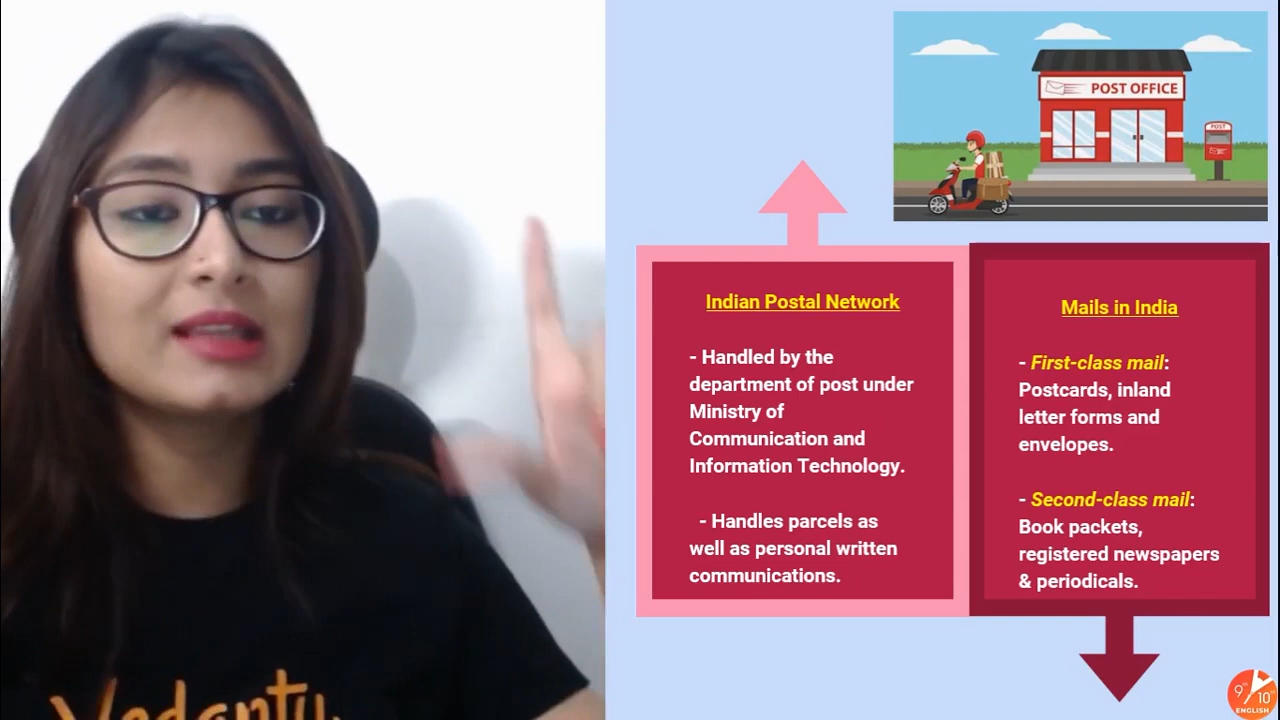 POST OFFICE
POST
Indian Postal Network
- Handled by the
department of post under
Ministry of
Communication and
Information Technology.
- Handles parcels as
well as personal written
communications.
Mails in India
- First-class mail:
Postcards, inland
letter forms and
envelopes.
- Second-class mail:
Book packets,
registered newspapers
& periodicals.
Vedantu
9th 10th
ENGLISH